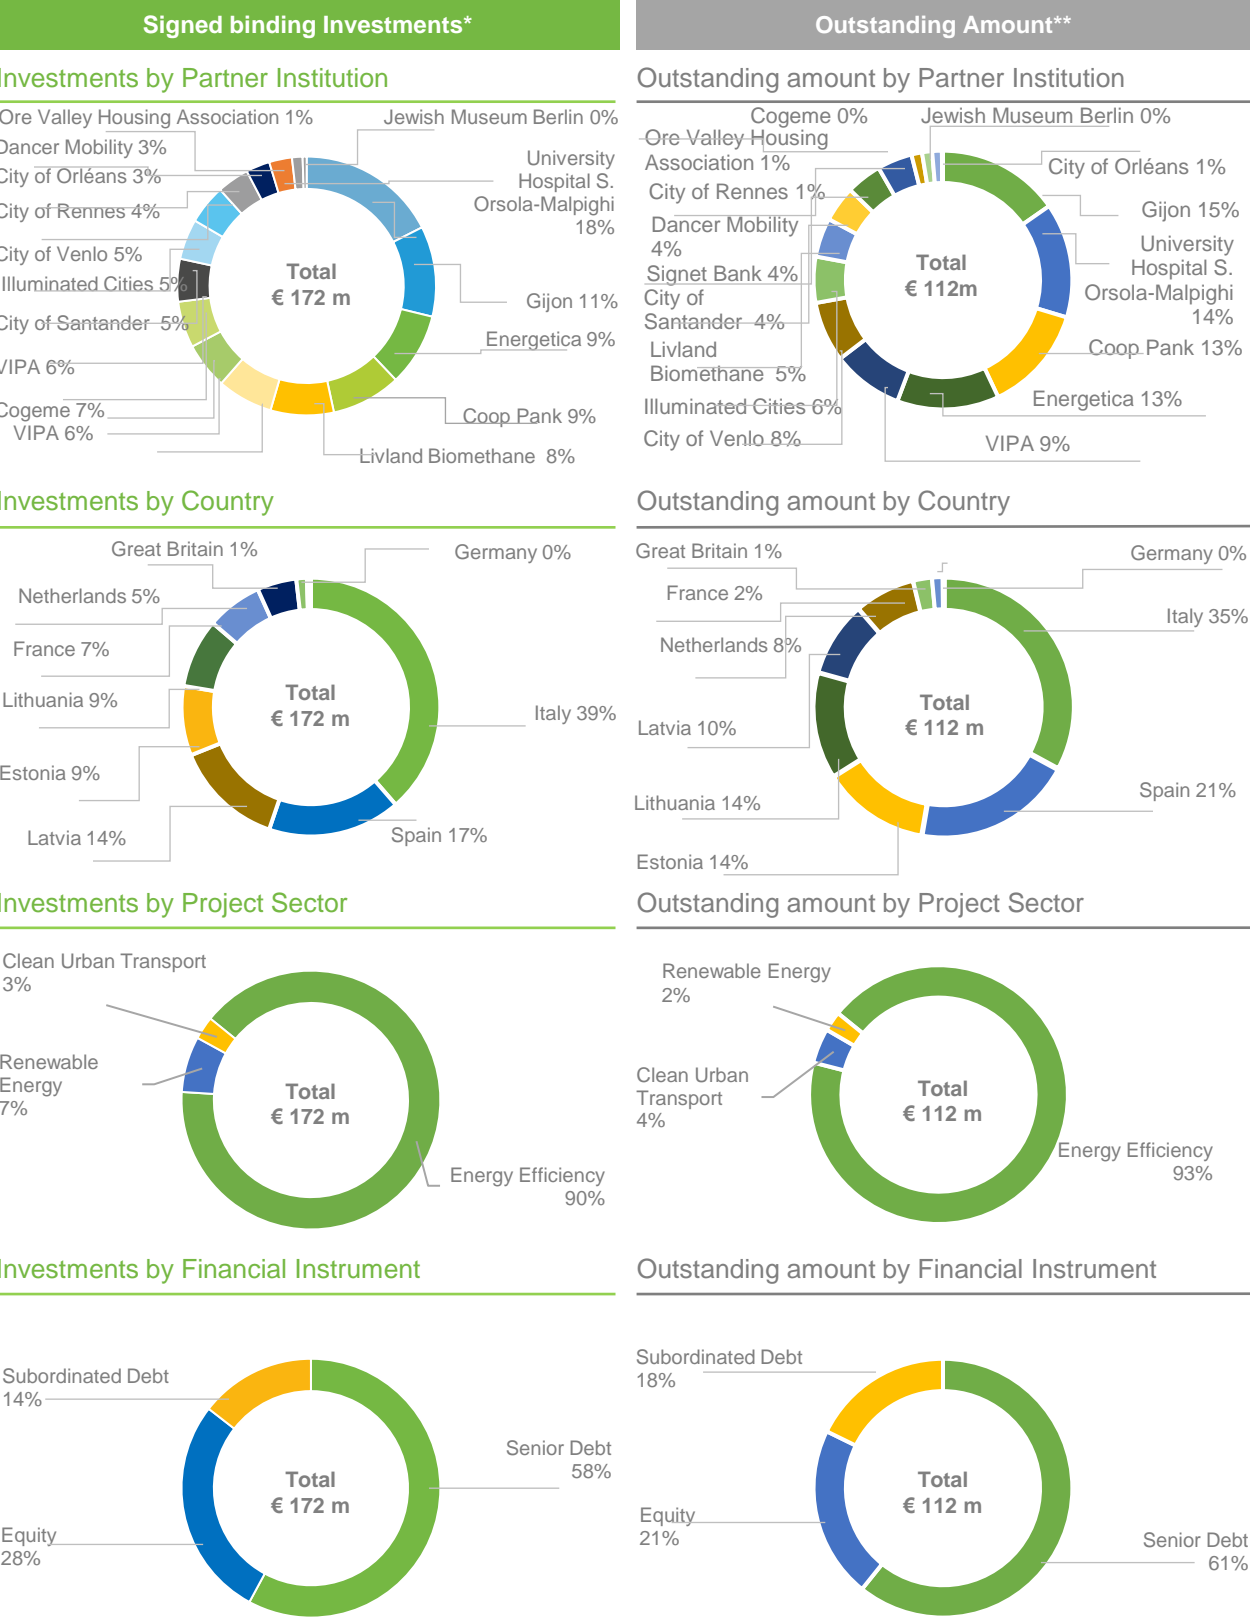 Signed binding Investments*
Investments by Partner Institution
Ore Valley Housing Association 1%
Jewish Museum Berlin 0%
Dancer Mobility 3%
City of Orléans 3%
City of Rennes 4%
City of Venlo 5%
Illuminated Cities 5%
City of Santander 5%
VIPA 6%
Cogeme 7%
VIPA 6%
University
Hospital S.
Orsola-Malpighi
18%
Gijon 11%
Energetica 9%
Coop Pank 9%
Livland Biomethane 8%
Total
€ 172 m
Investments by Country
Great Britain 1%
Germany 0%
Netherlands 5%
France 7%
Lithuania 9%
Estonia 9%
Latvia 14%
Spain 17%
Italy 39%
Total
€ 172 m
Investments by Project Sector
Clean Urban Transport
3%
Renewable
Energy
7%
Total
€ 172 m
Energy Efficiency
90%
Investments by Financial Instrument
Subordinated Debt
14%
Senior Debt
58%
Total
€ 172 m
Equity
28%
Outstanding Amount**
Outstanding amount by Partner Institution
Cogeme 0%
Jewish Museum Berlin 0%
Ore Valley Housing
Association 1%
City of Rennes 1%
Dancer Mobility
4%
Signet Bank 4%
City of
Santander 4%
Livland
Biomethane 5%
Illuminated Cities 6%
City of Venlo 8%
City of Orléans 1%
Gijon 15%
University
Hospital S.
Orsola-Malpighi
14%
Coop Pank 13%
Energetica 13%
VIPA 9%
Total
€ 112m
Outstanding amount by Country
Great Britain 1%
Germany 0%
France 2%
Italy 35%
Netherlands 8%
Latvia 10%
Lithuania 14%
Estonia 14%
Spain 21%
Total
€ 112 m
Outstanding amount by Project Sector
Renewable Energy
2%
Clean Urban
Transport
4%
Total
€ 112 m
Energy Efficiency
93%
Outstanding amount by Financial Instrument
Subordinated Debt
18%
Total
€ 112 m
Equity
21%
Senior Debt
61%